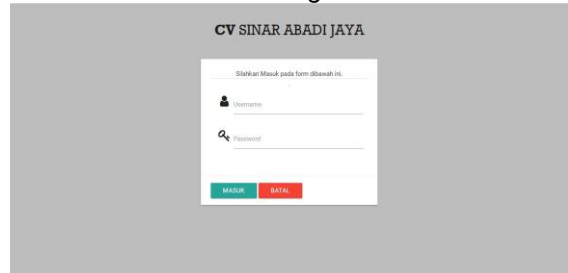 CV SINAR ABADI JAYA
Silahkan Masuk pada form dibawah ini.
Username
Password
MASUK BATAL